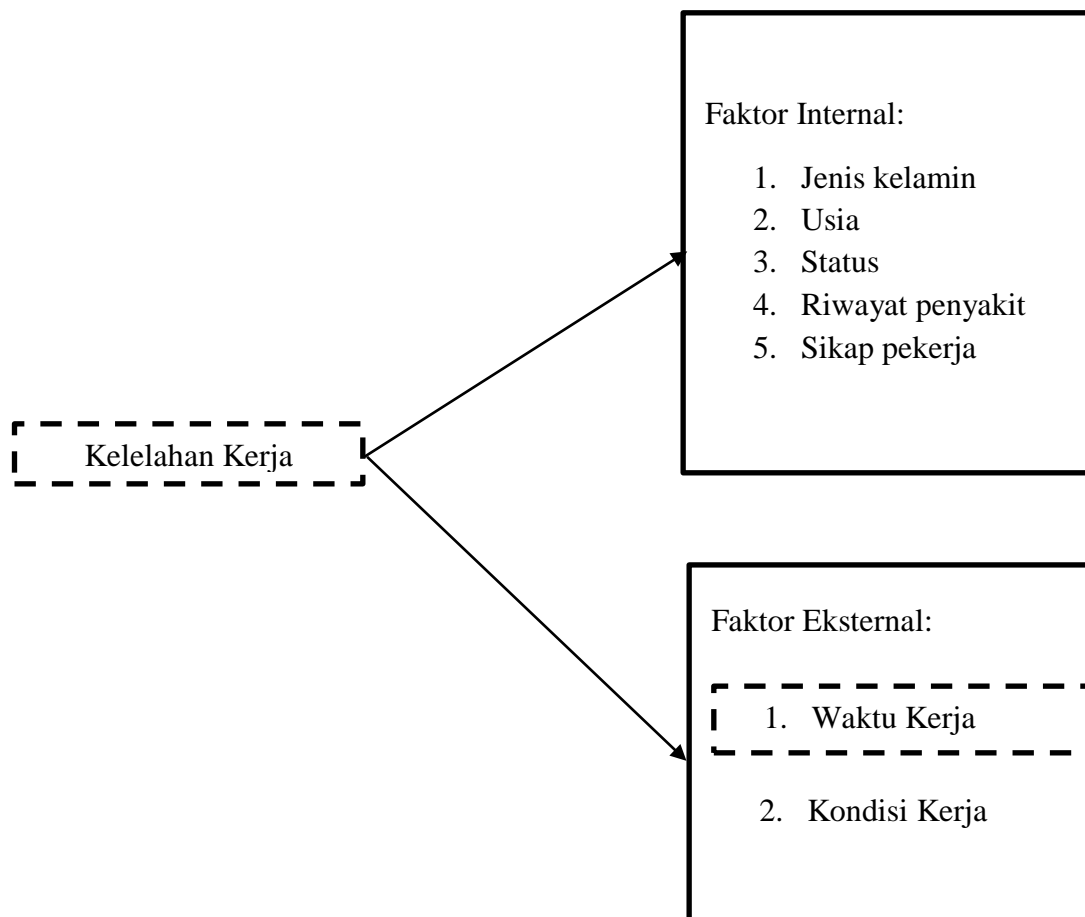 Faktor Internal:
1. Jenis kelamin
2. Usia
3. Status
4. Riwayat penyakit
5. Sikap pekerja
Kelelahan Kerja
Faktor Eksternal:
1. Waktu Kerja
2. Kondisi Kerja